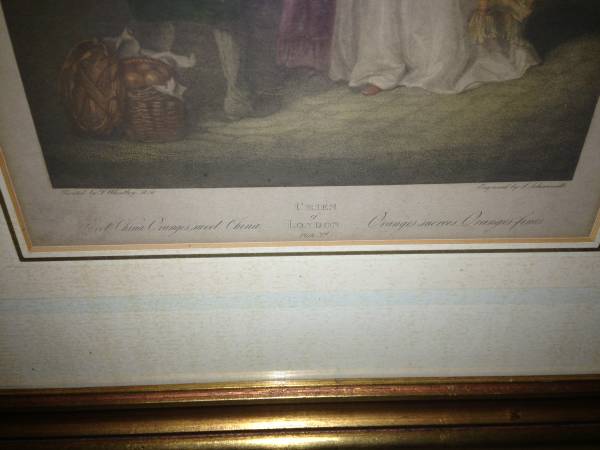 Painted by F. Wheatley R.A.
Engraved by L. Schiavonetti
CRIES
of
LONDON
China Oranges, sweet China
Oranges sucrées Oranges fines